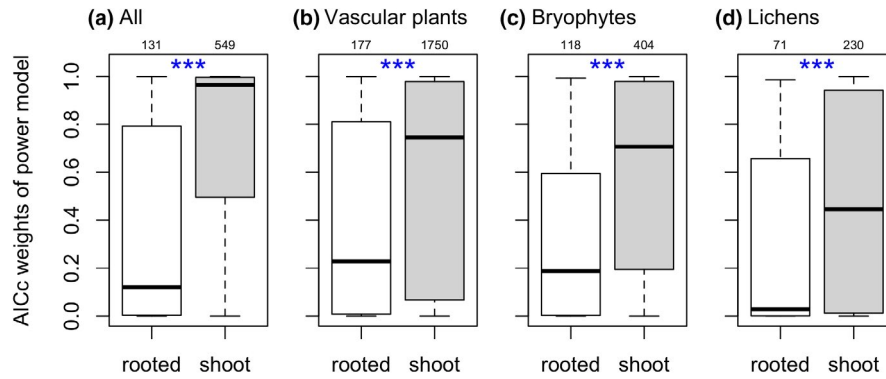 (a) All
(b) Vascular plants
(c) Bryophytes
(d) Lichens
131 549
177 1750
118 404
71 230
***
***
***
***
AICc weights of power model
1.0
0.8
0.6
0.4
0.2
0.0
rooted shoot
rooted shoot
rooted shoot
rooted shoot